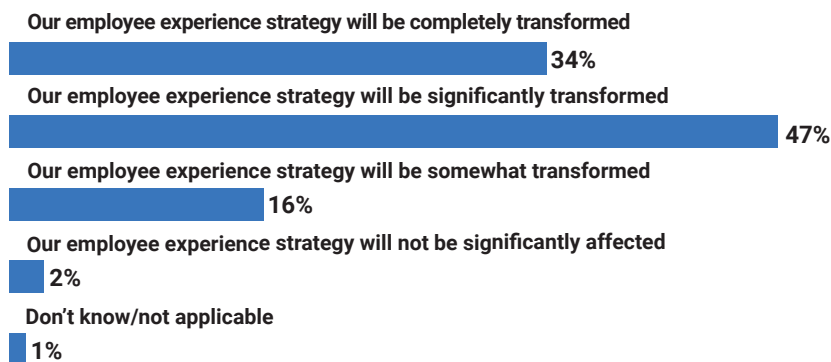 Our employee experience strategy will be completely transformed
34%
Our employee experience strategy will be significantly transformed
47%
Our employee experience strategy will be somewhat transformed
16%
Our employee experience strategy will not be significantly affected
2%
Don’t know/not applicable
1%